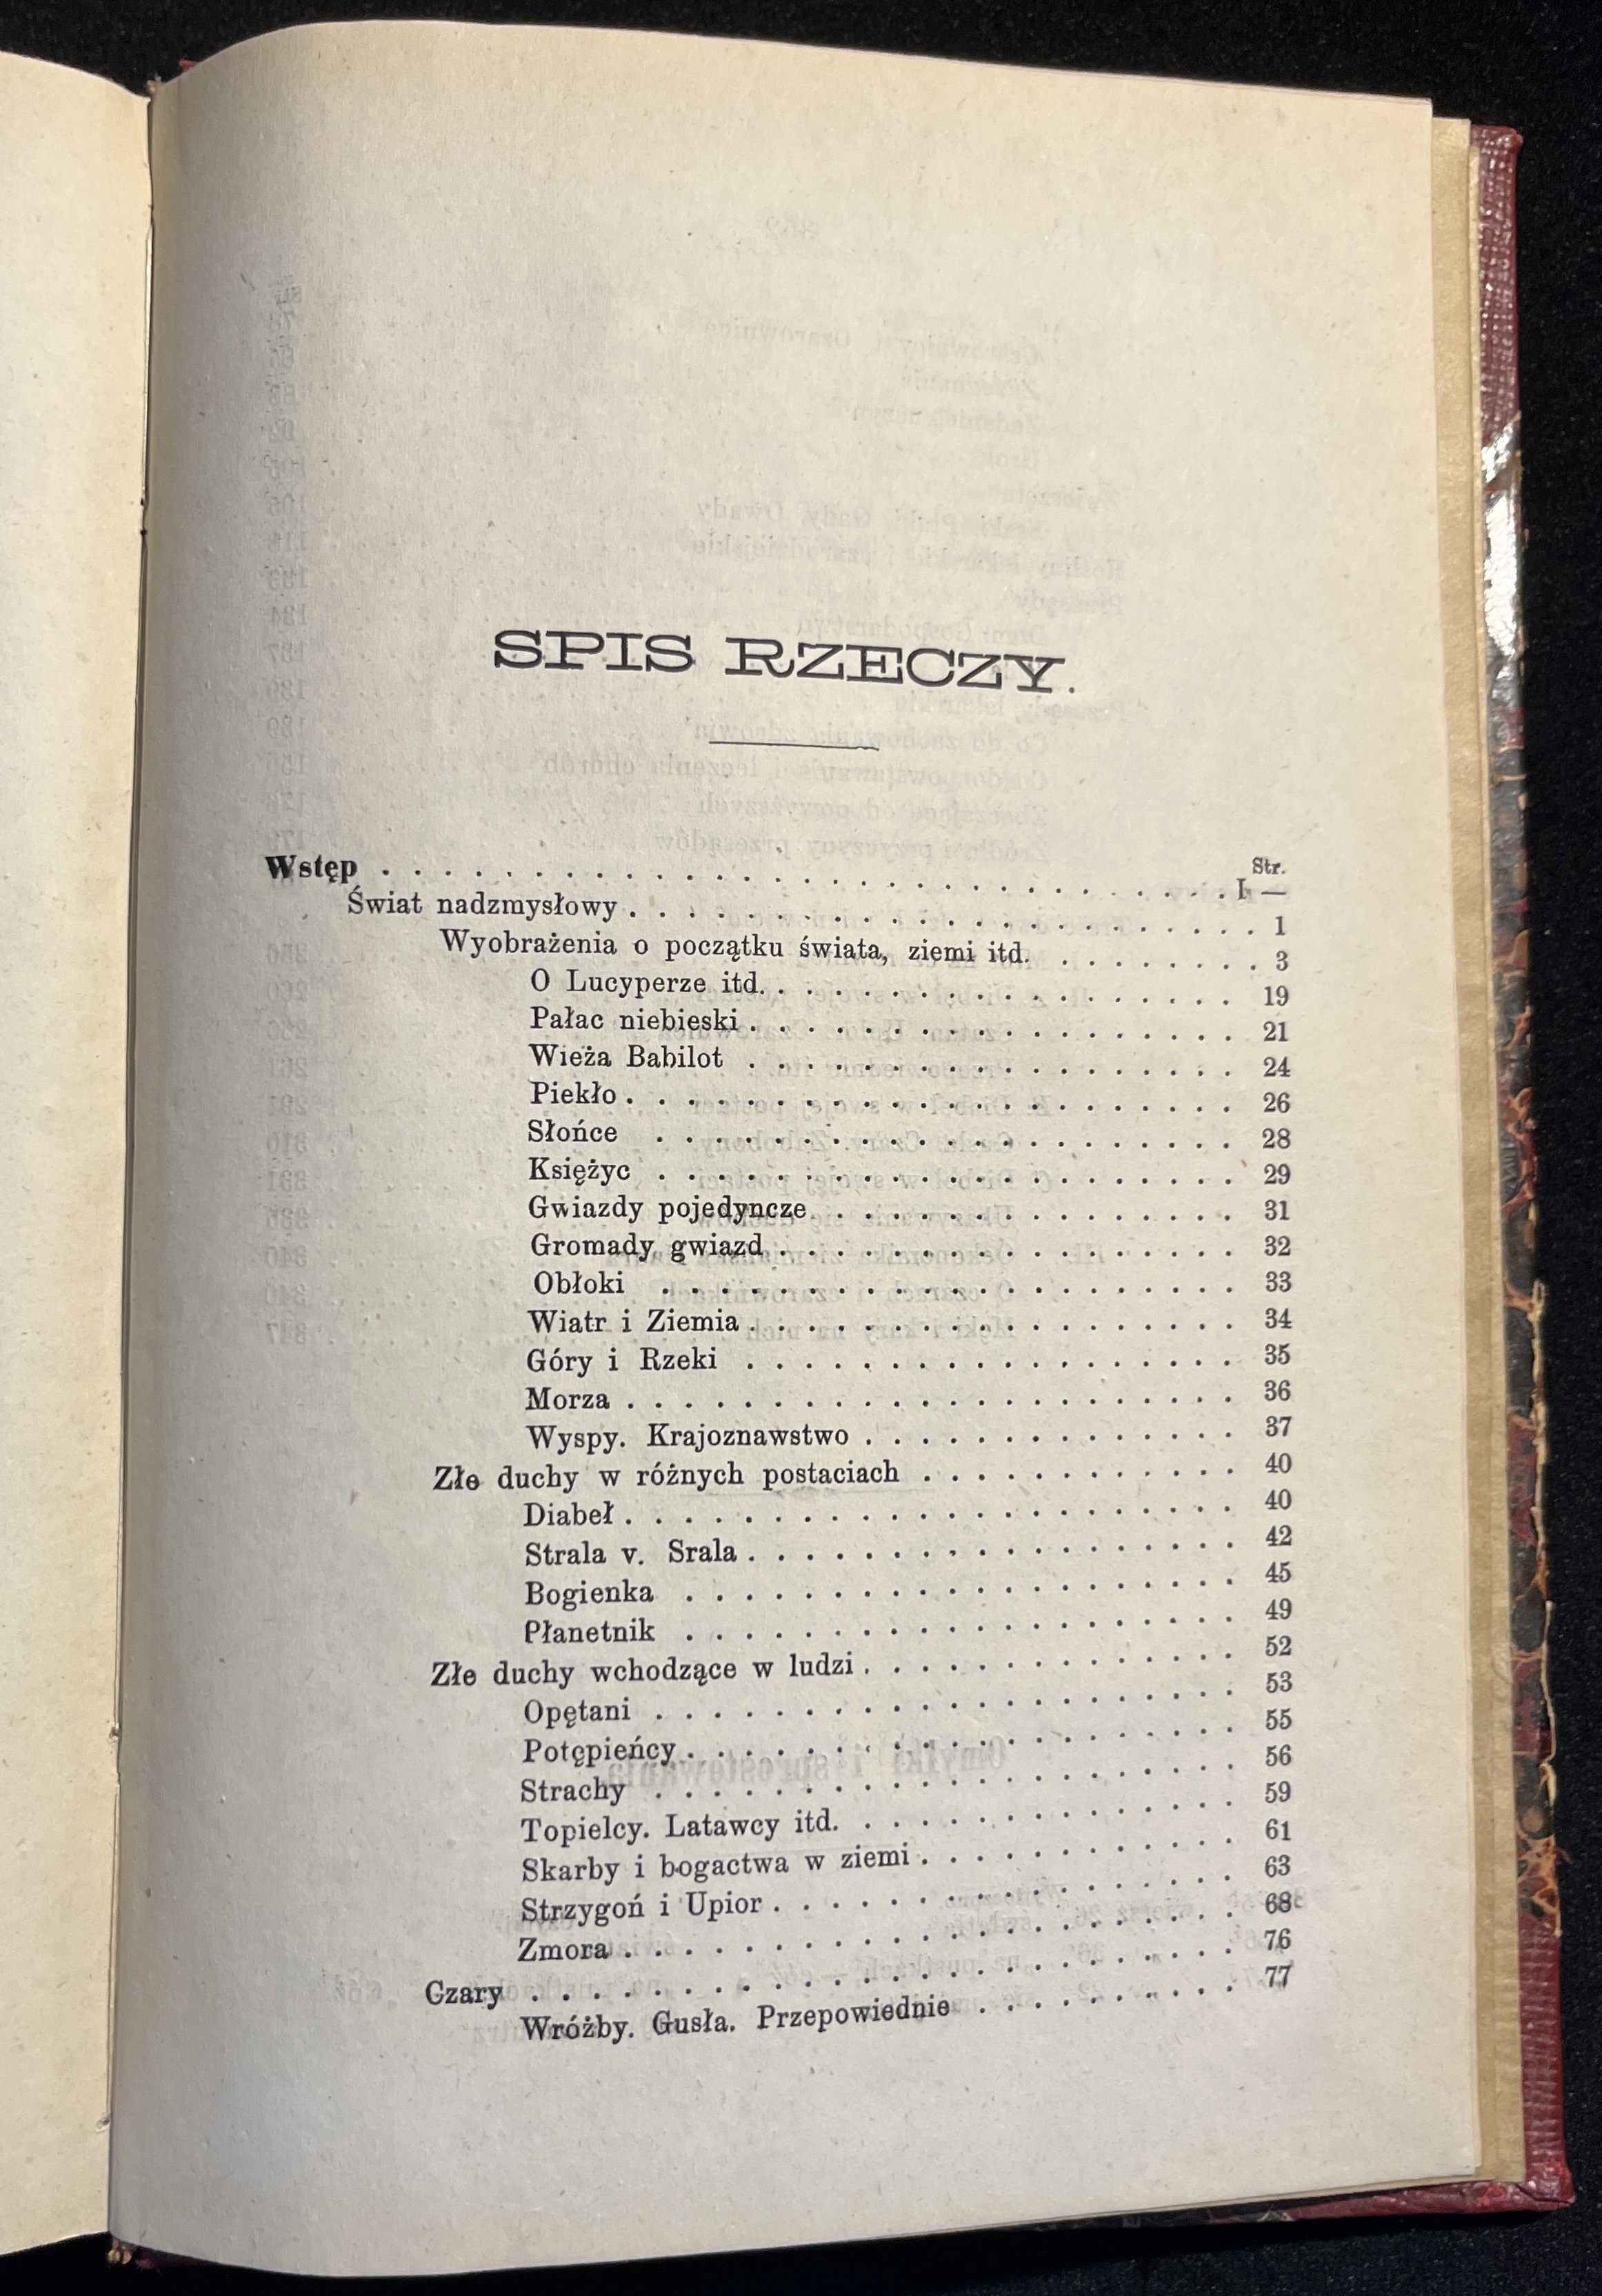 SPIS RZECZY.
Str.
Wstęp . . . . . . . . . . I —
Świat nadzmysłowy . . . . . . . . . . 1
Wyobrażenia o początku świata, ziemi itd. . . . . . . . . 3
O Lucyperze itd. . . . . . . . . . 19
Pałac niebieski . . . . . . . . . . 21
Wieża Babilot . . . . . . . . . . 24
Piekło . . . . . . . . . . 26
Słońce . . . . . . . . . . 28
Księżyc . . . . . . . . . . 29
Gwiazdy pojedyncze . . . . . . . . . . 31
Gromady gwiazd . . . . . . . . . . 32
Obłoki . . . . . . . . . . 33
Wiatr i Ziemia . . . . . . . . . . 34
Góry i Rzeki . . . . . . . . . . 35
Morza . . . . . . . . . . 36
Wyspy. Krajoznawstwo . . . . . . . . . . 37
Złe duchy w różnych postaciach . . . . . . . . . . 40
Diabeł . . . . . . . . . . 40
Strala v. Srala . . . . . . . . . . 42
Bogienka . . . . . . . . . . 45
Płanetnik . . . . . . . . . . 49
Złe duchy wchodzące w ludzi . . . . . . . . . . 52
Opętani . . . . . . . . . . 53
Potępieńcy . . . . . . . . . . 55
Strachy . . . . . . . . . . 56
Topielcy. Latawcy itd. . . . . . . . . . 59
Skarby i bogactwa w ziemi . . . . . . . . . . 61
Strzygoń i Upior . . . . . . . . . . 63
Zmora . . . . . . . . . . 68
Czary . . . . . . . . . . 76
Wróżby. Gusła. Przepowiednie . . . . . . . . . . 77